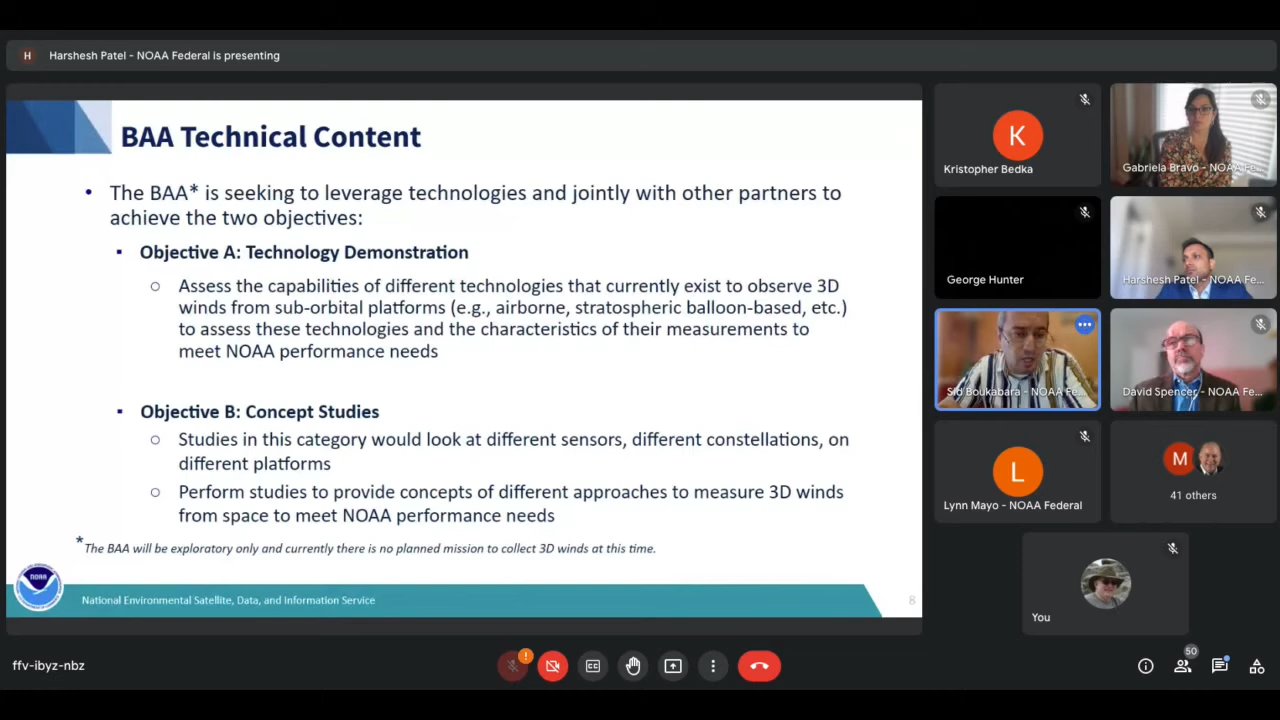 H Harshesh Patel - NOAA Federal is presenting
BAA Technical Content
• The BAA* is seeking to leverage technologies and jointly with other partners to
achieve the two objectives:
▪ Objective A: Technology Demonstration
○ Assess the capabilities of different technologies that currently exist to observe 3D
winds from sub-orbital platforms (e.g., airborne, stratospheric balloon-based, etc.)
to assess these technologies and the characteristics of their measurements to
meet NOAA performance needs
▪ Objective B: Concept Studies
○ Studies in this category would look at different sensors, different constellations, on
different platforms
○ Perform studies to provide concepts of different approaches to measure 3D winds
from space to meet NOAA performance needs
*The BAA will be exploratory only and currently there is no planned mission to collect 3D winds at this time.
NOAA
National Environmental Satellite, Data, and Information Service
8
K
Kristopher Bedka
Gabriela Bravo - NOAA Fe...
George Hunter
Harshesh Patel - NOAA Fe...
Sid Boukabara - NOAA Fe...
David Spencer - NOAA Fe...
L
Lynn Mayo - NOAA Federal
M
41 others
You
ffv-ibyz-nbz
!
CC
50